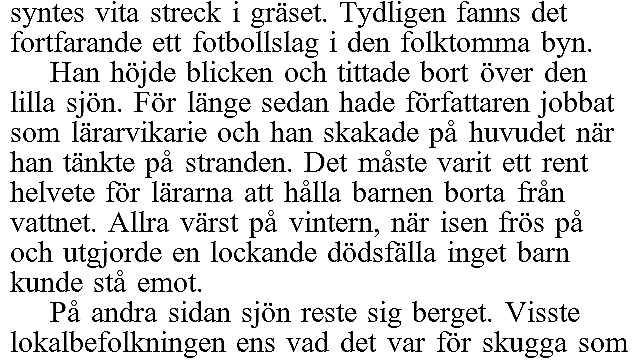 syntes vita streck i gräset. Tydligen fanns det
fortfarande ett fotbollslag i den folktomma byn.
Han höjde blicken och tittade bort över den
lilla sjön. För länge sedan hade författaren jobbat
som lärarvikarie och han skakade på huvudet när
han tänkte på stranden. Det måste varit ett rent
helvete för lärarna att hålla barnen borta från
vattnet. Allra värst på vintern, när isen frös på
och utgjorde en lockande dödsfälla inget barn
kunde stå emot.
På andra sidan sjön reste sig berget. Visste
lokalbefolkningen ens vad det var för skugga som